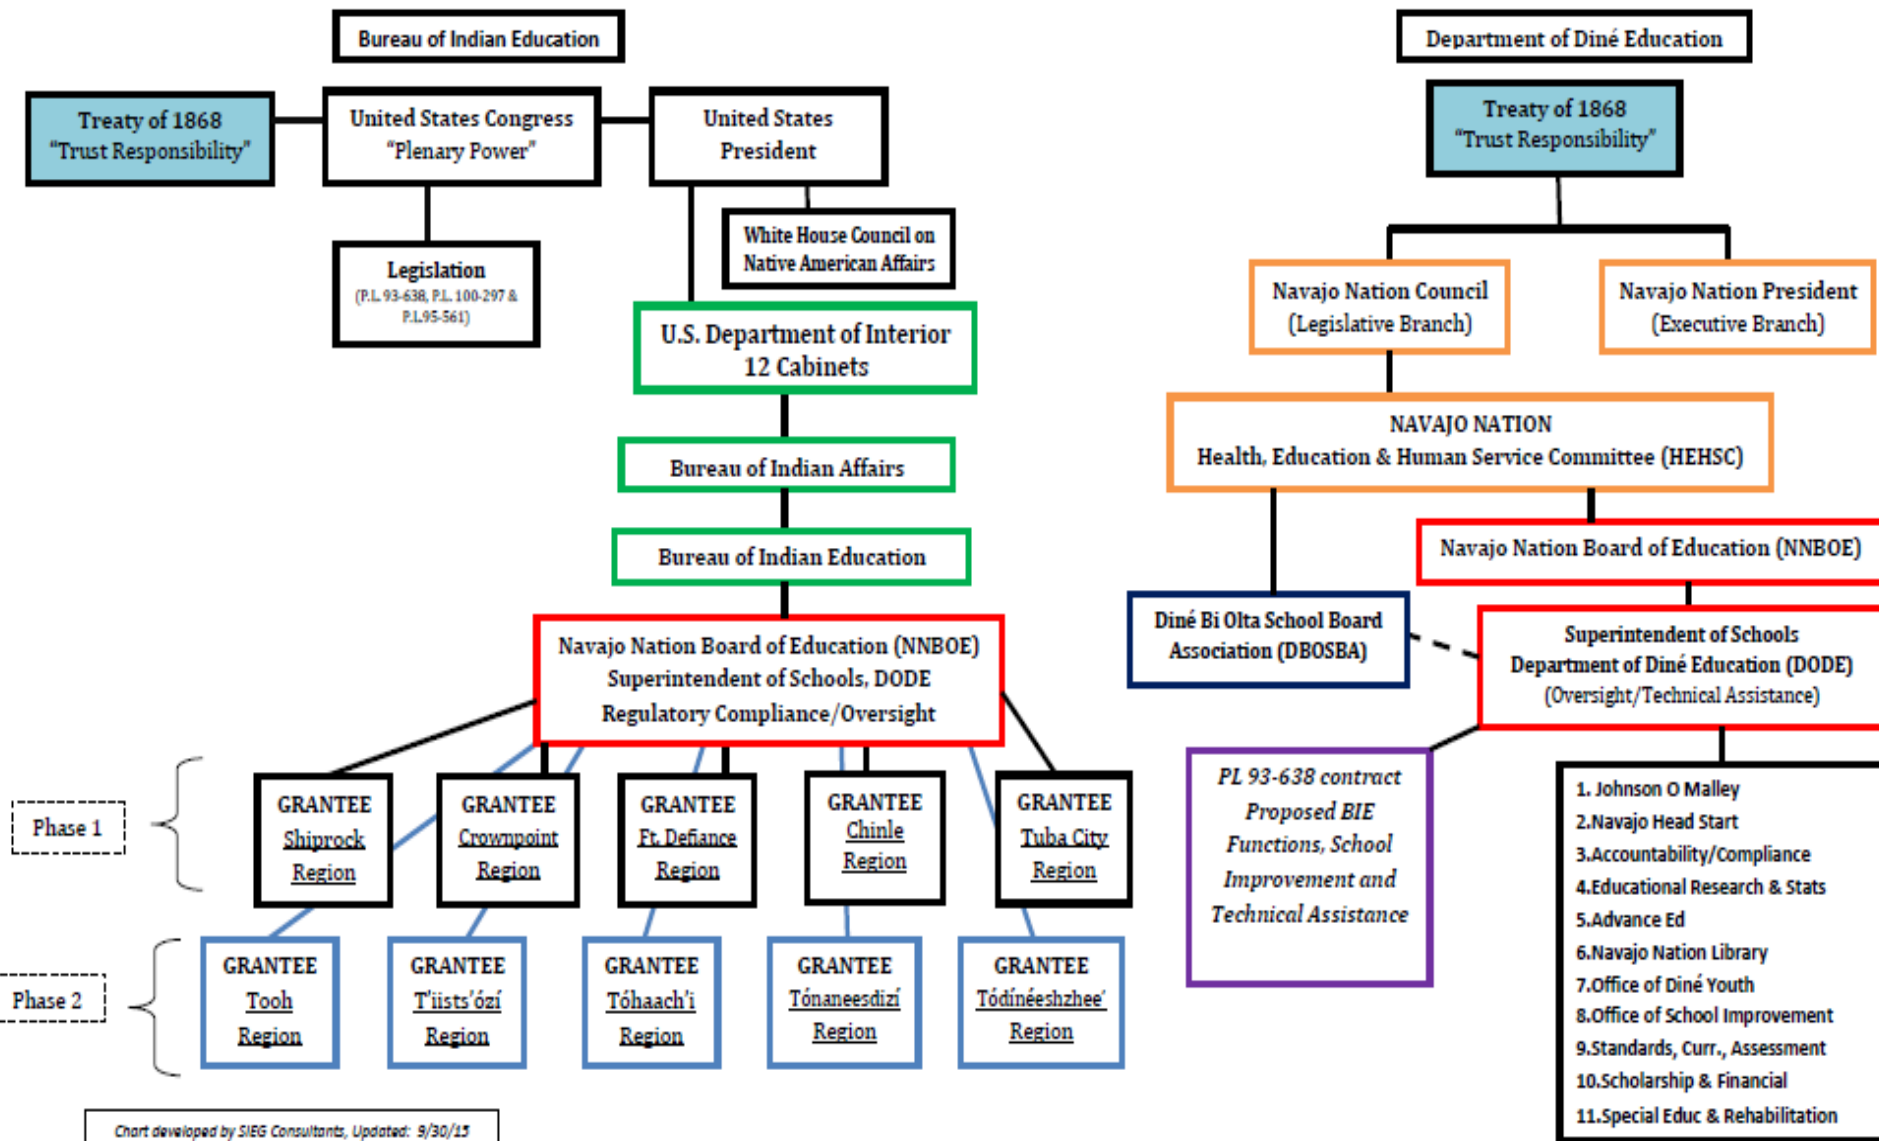 Bureau of Indian Education
Treaty of 1868
“Trust Responsibility”
United States Congress
“Plenary Power”
United States
President
White House Council on
Native American Affairs
Legislation
(P.L. 93-638, P.L. 100-297 &
P.L.95-561)
U.S. Department of Interior
12 Cabinets
Bureau of Indian Affairs
Bureau of Indian Education
Navajo Nation Board of Education (NNBOE)
Superintendent of Schools, DODE
Regulatory Compliance/Oversight
Phase 1
GRANTEE
Shiprock
Region
GRANTEE
Crownpoint
Region
GRANTEE
Ft. Defiance
Region
GRANTEE
Chinle
Region
GRANTEE
Tuba City
Region
Phase 2
GRANTEE
Tooh
Region
GRANTEE
T’iists’ózí
Region
GRANTEE
Tóhaach’i
Region
GRANTEE
Tónaneesdizí
Region
GRANTEE
Tódínéeshzhee’
Region
Chart developed by SIEG Consultants, Updated: 9/30/15
Department of Diné Education
Treaty of 1868
“Trust Responsibility”
Navajo Nation Council
(Legislative Branch)
Navajo Nation President
(Executive Branch)
NAVAJO NATION
Health, Education & Human Service Committee (HEHSC)
Navajo Nation Board of Education (NNBOE)
Diné Bi Olta School Board
Association (DBOSBA)
Superintendent of Schools
Department of Diné Education (DODE)
(Oversight/Technical Assistance)
PL 93-638 contract
Proposed BIE
Functions, School
Improvement and
Technical Assistance
1. Johnson O Malley
2.Navajo Head Start
3.Accountability/Compliance
4.Educational Research & Stats
5.Advance Ed
6.Navajo Nation Library
7.Office of Diné Youth
8.Office of School Improvement
9.Standards, Curr., Assessment
10.Scholarship & Financial
11.Special Educ & Rehabilitation